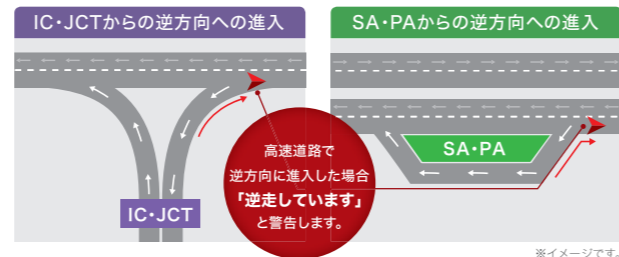 IC・JCTからの逆方向への進入
SA・PAからの逆方向への進入
IC・JCT
高速道路で
逆方向に進入した場合
「逆走しています」
と警告します。
SA・PA
※イメージです。